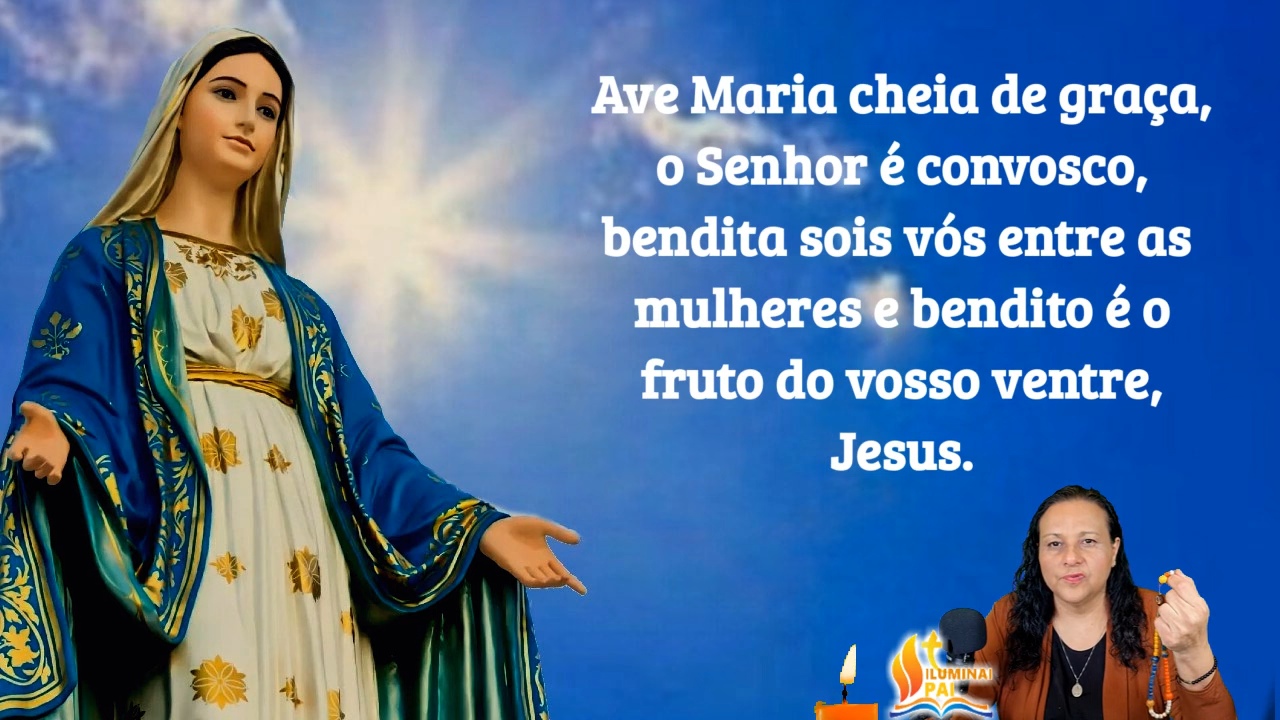 Ave Maria cheia de graça,
o Senhor é convosco,
bendita sois vós entre as
mulheres e bendito é o
fruto do vosso ventre,
Jesus.
ILUMINAI
PAI